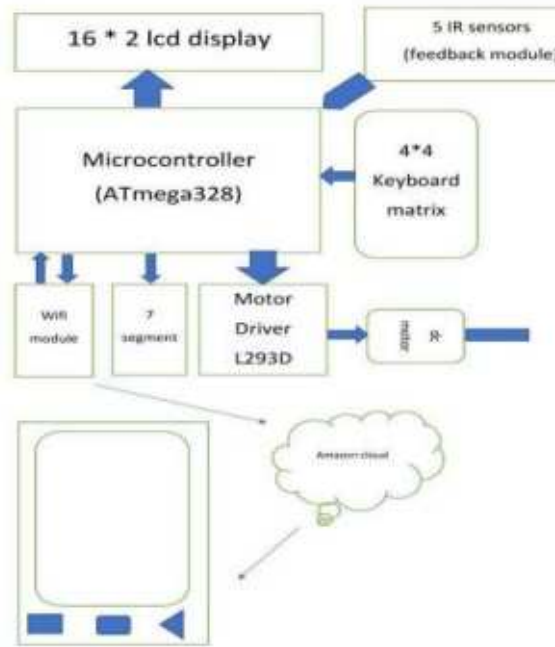 16 * 2 lcd display
5 IR sensors
(feedback module)
Microcontroller
(ATmega328)
4*4
Keyboard
matrix
Wifi
module
7
segment
Motor
Driver
L293D
motor
Amazon cloud